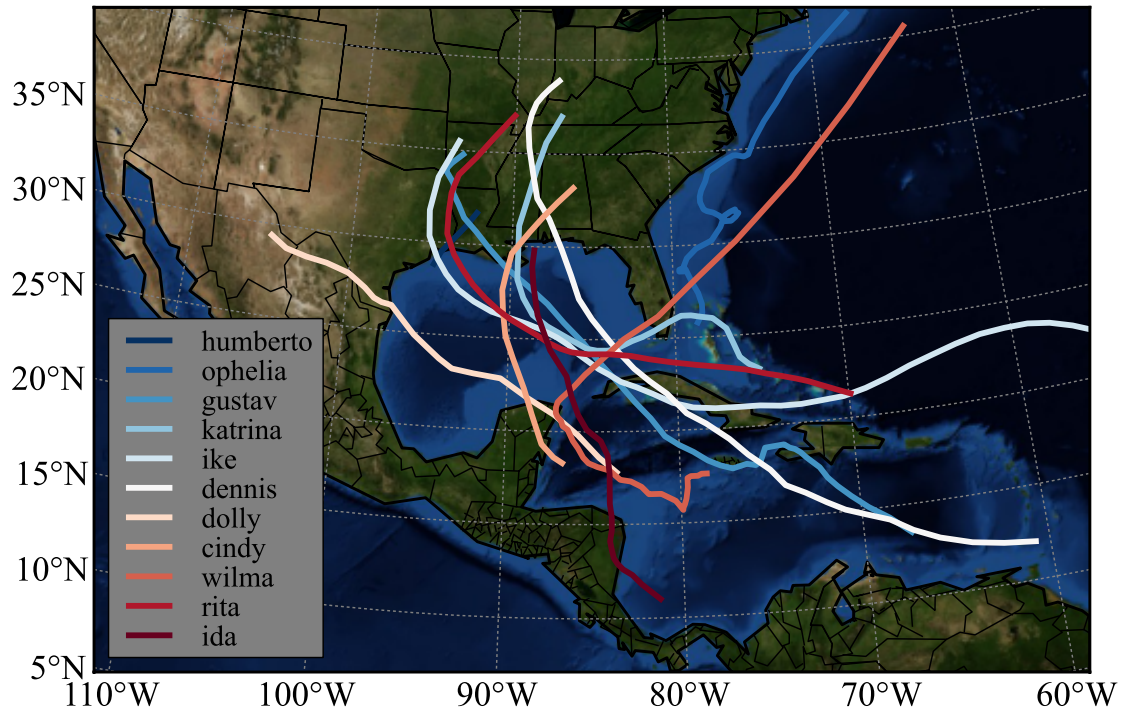 35°N
30°N
25°N
20°N
15°N
10°N
5°N
humberto
ophelia
gustav
katrina
ike
dennis
dolly
cindy
wilma
rita
ida
110°W 100°W 90°W 80°W 70°W 60°W